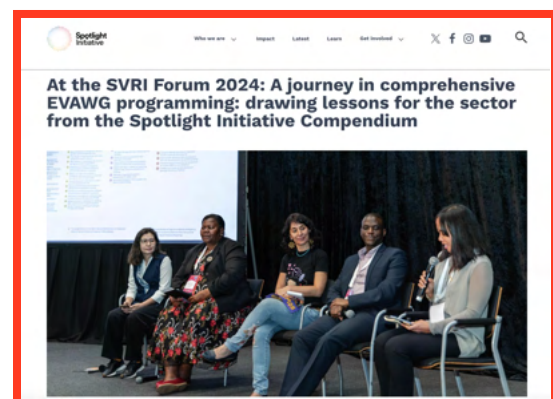 Spotlight
Initiative
Who we are
Impact
Latest
Learn
Get Involved
At the SVRI Forum 2024: A journey in comprehensive
EVAWG programming: drawing lessons for the sector
from the Spotlight Initiative Compendium